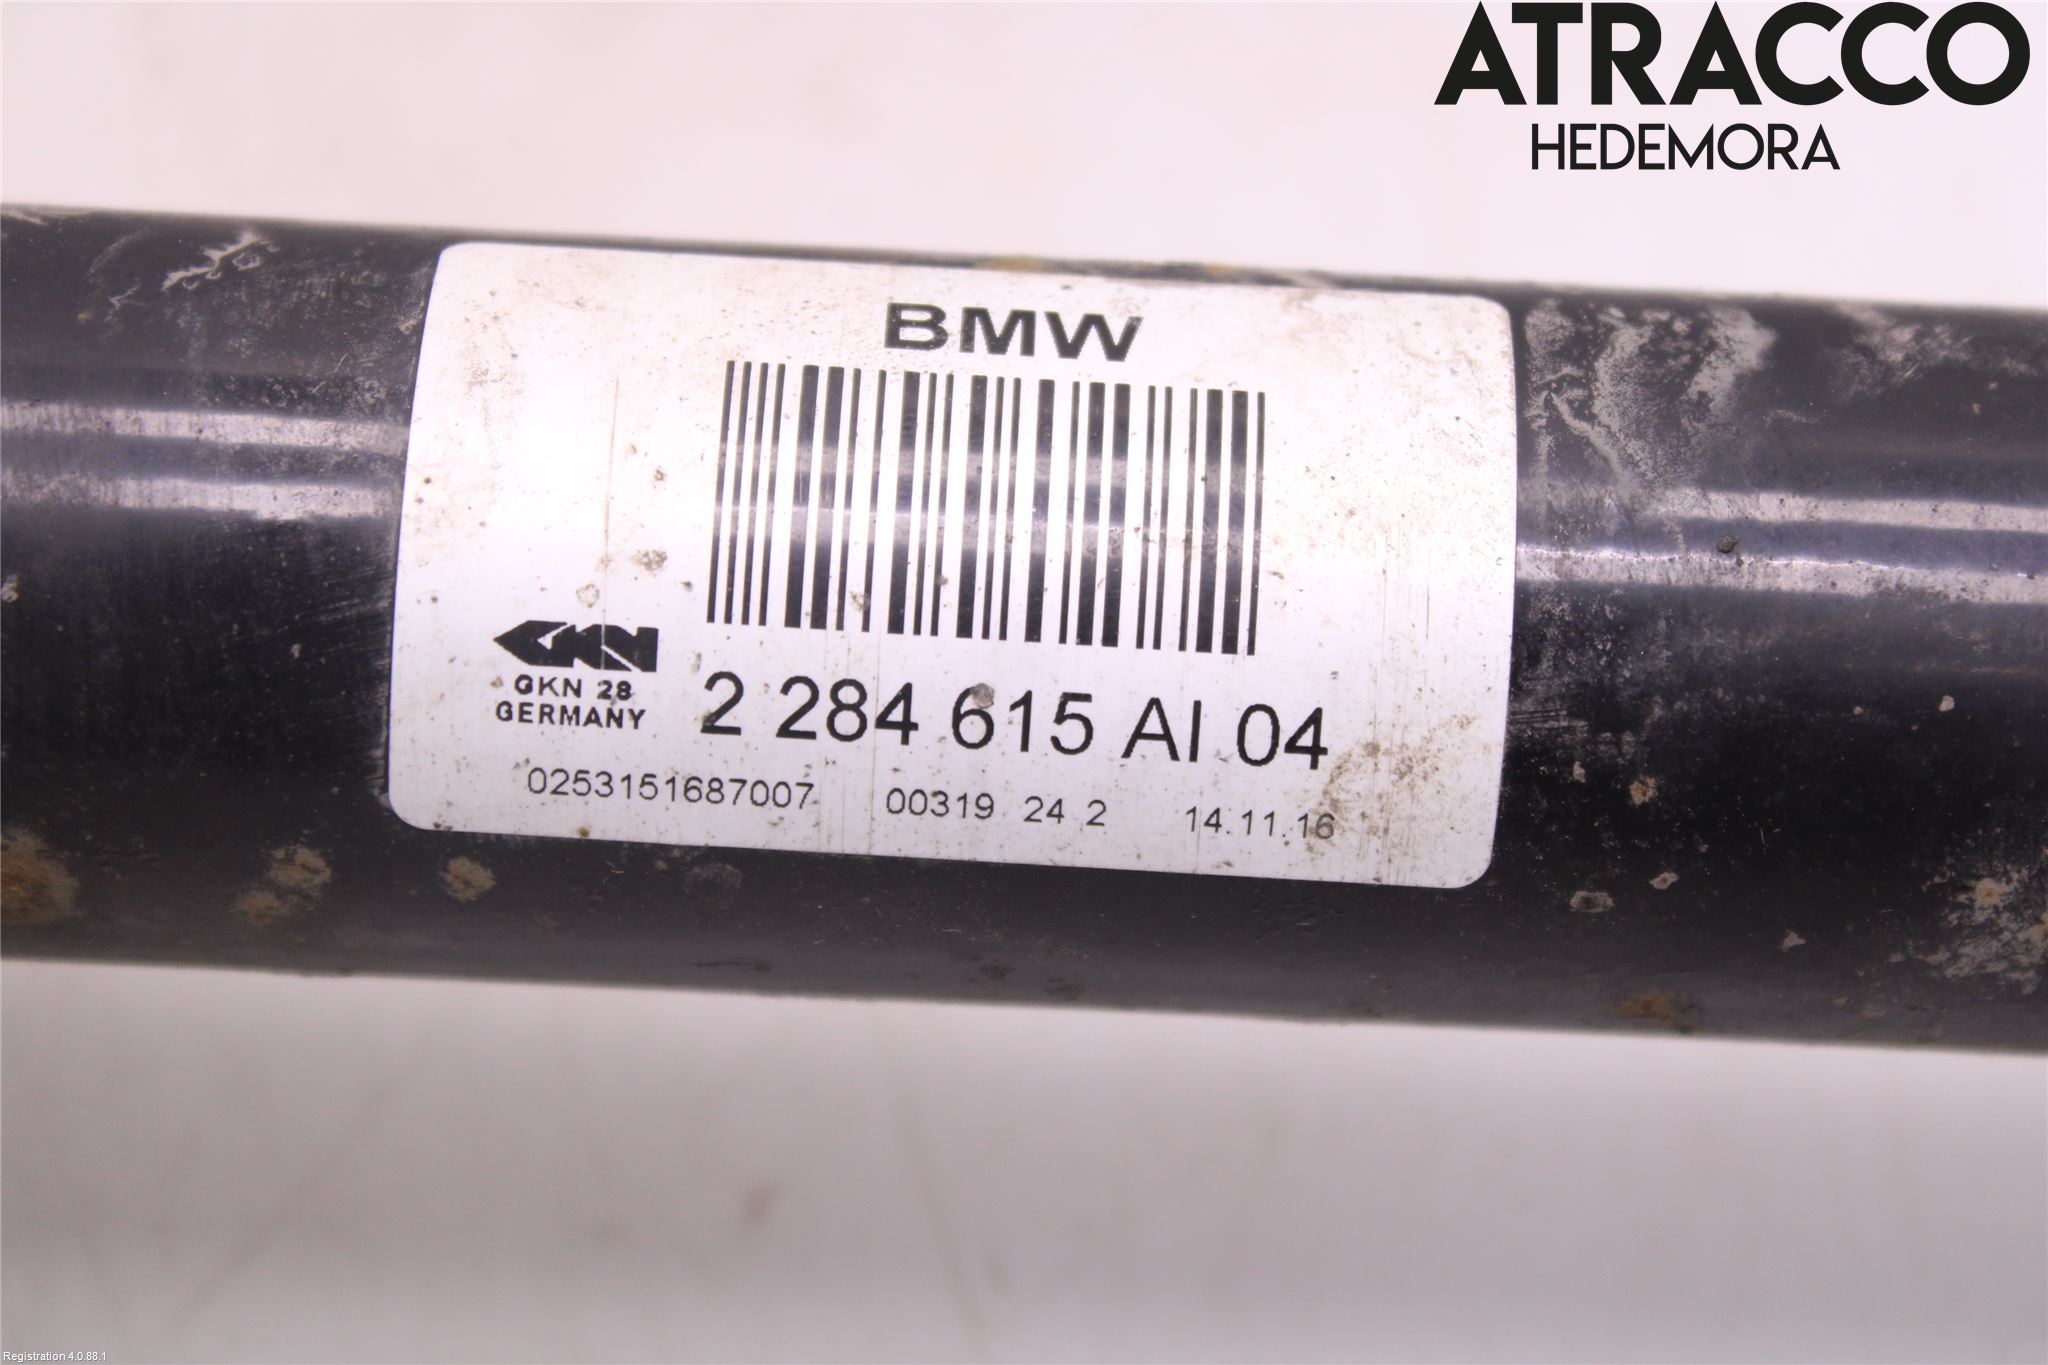 ATRACCO
HEDEMORA
BMW
GKN
GKN 28
GERMANY
2 284 615 AI 04
0253151687007 00319 24 2 14.11.16
Registration 4.0.88.1